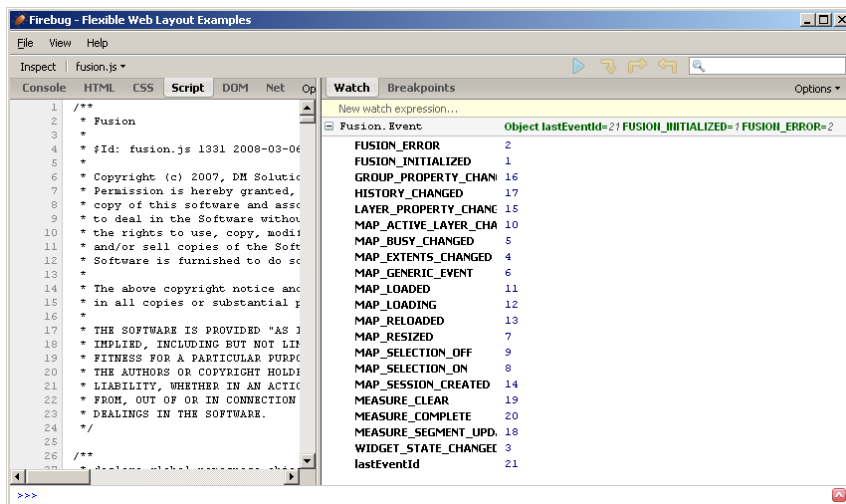 Firebug - Flexible Web Layout Examples
File View Help
Inspect fusion.js
Console HTML CSS Script DOM Net Op
Watch Breakpoints Options
1 /**
2 * Fusion
3 *
4 * $Id: fusion.js 1331 2008-03-06
5 *
6 * Copyright (c) 2007, DM Solutio
7 * Permission is hereby granted,
8 * copy of this software and asso
9 * to deal in the Software withou
10 * the rights to use, copy, modif
11 * and/or sell copies of the Soft
12 * Software is furnished to do so
13 *
14 * The above copyright notice and
15 * in all copies or substantial p
16 *
17 * THE SOFTWARE IS PROVIDED "AS I
18 * IMPLIED, INCLUDING BUT NOT LIM
19 * FITNESS FOR A PARTICULAR PURPO
20 * THE AUTHORS OR COPYRIGHT HOLDE
21 * LIABILITY, WHETHER IN AN ACTIO
22 * FROM, OUT OF OR IN CONNECTION
23 * DEALINGS IN THE SOFTWARE.
24 */
25
26 /**
New watch expression...
Fusion.Event Object lastEventId=21 FUSION_INITIALIZED=1 FUSION_ERROR=2
FUSION_ERROR 2
FUSION_INITIALIZED 1
GROUP_PROPERTY_CHAN 16
HISTORY_CHANGED 17
LAYER_PROPERTY_CHANG 15
MAP_ACTIVE_LAYER_CHA 10
MAP_BUSY_CHANGED 5
MAP_EXTENTS_CHANGED 4
MAP_GENERIC_EVENT 6
MAP_LOADED 11
MAP_LOADING 12
MAP_RELOADED 13
MAP_RESIZED 7
MAP_SELECTION_OFF 9
MAP_SELECTION_ON 8
MAP_SESSION_CREATED 14
MEASURE_CLEAR 19
MEASURE_COMPLETE 20
MEASURE_SEGMENT_UPD 18
WIDGET_STATE_CHANGED 3
lastEventId 21
>>>